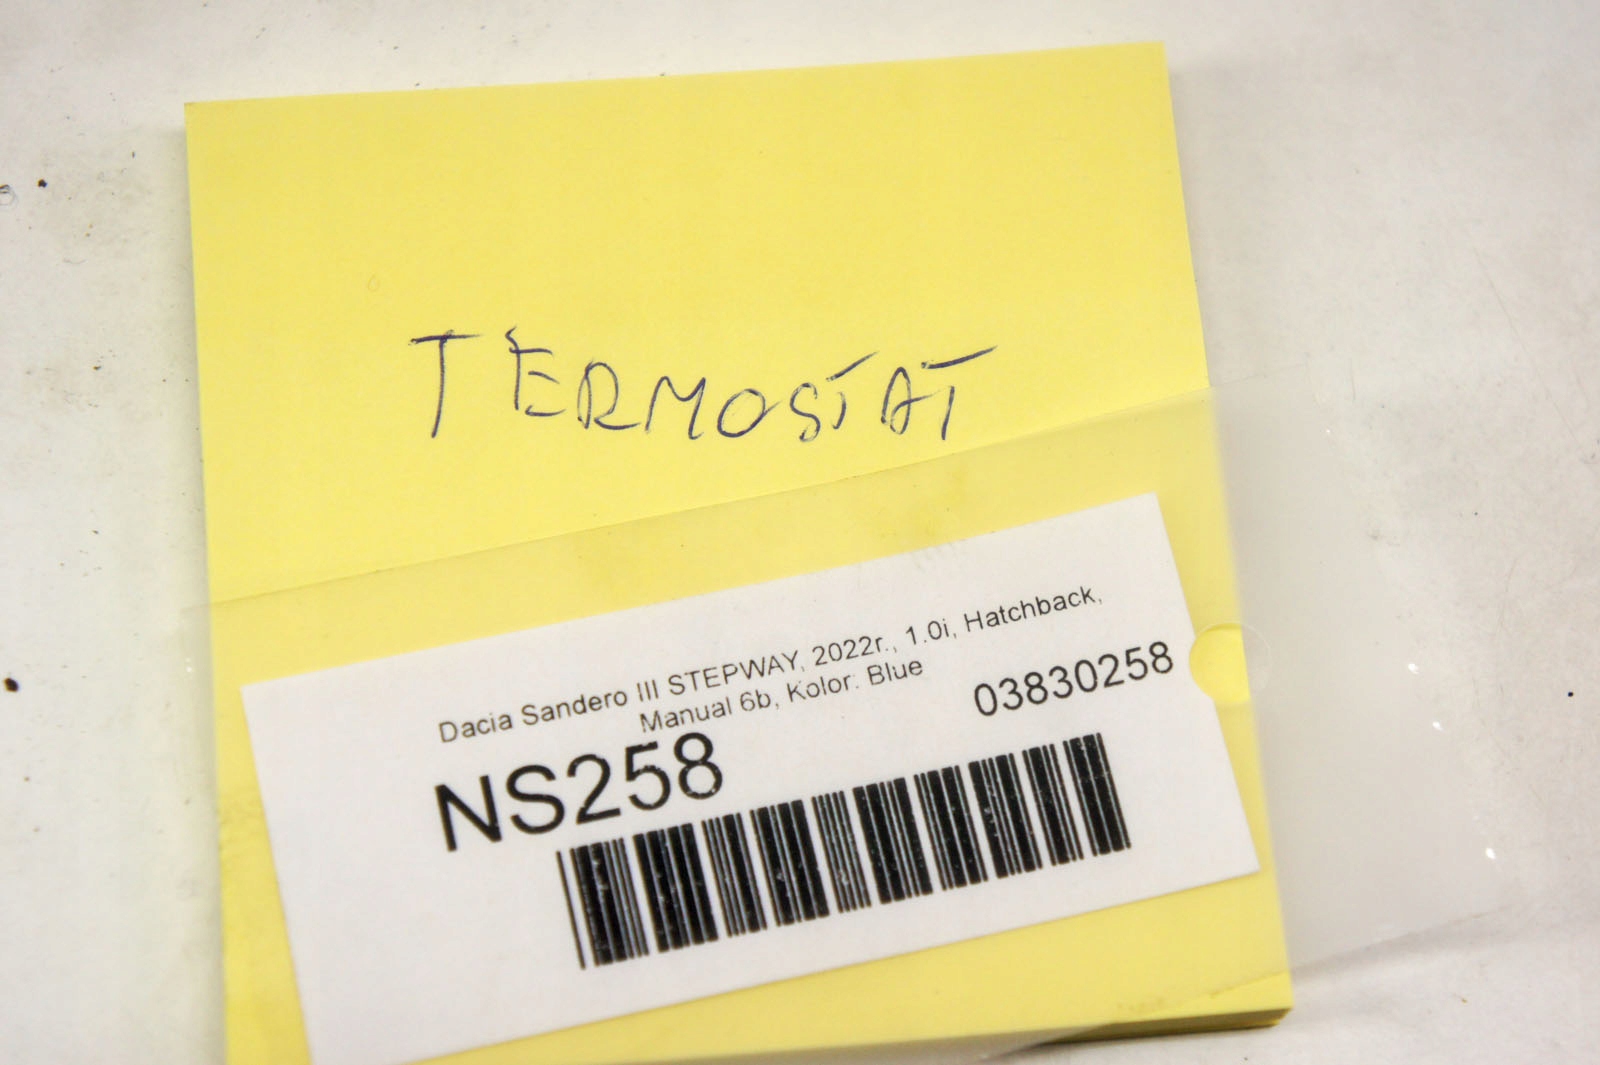 TERMOSTAT
Dacia Sandero III STEPWAY, 2022r., 1.0i, Hatchback,
Manual 6b, Kolor: Blue
03830258
NS258